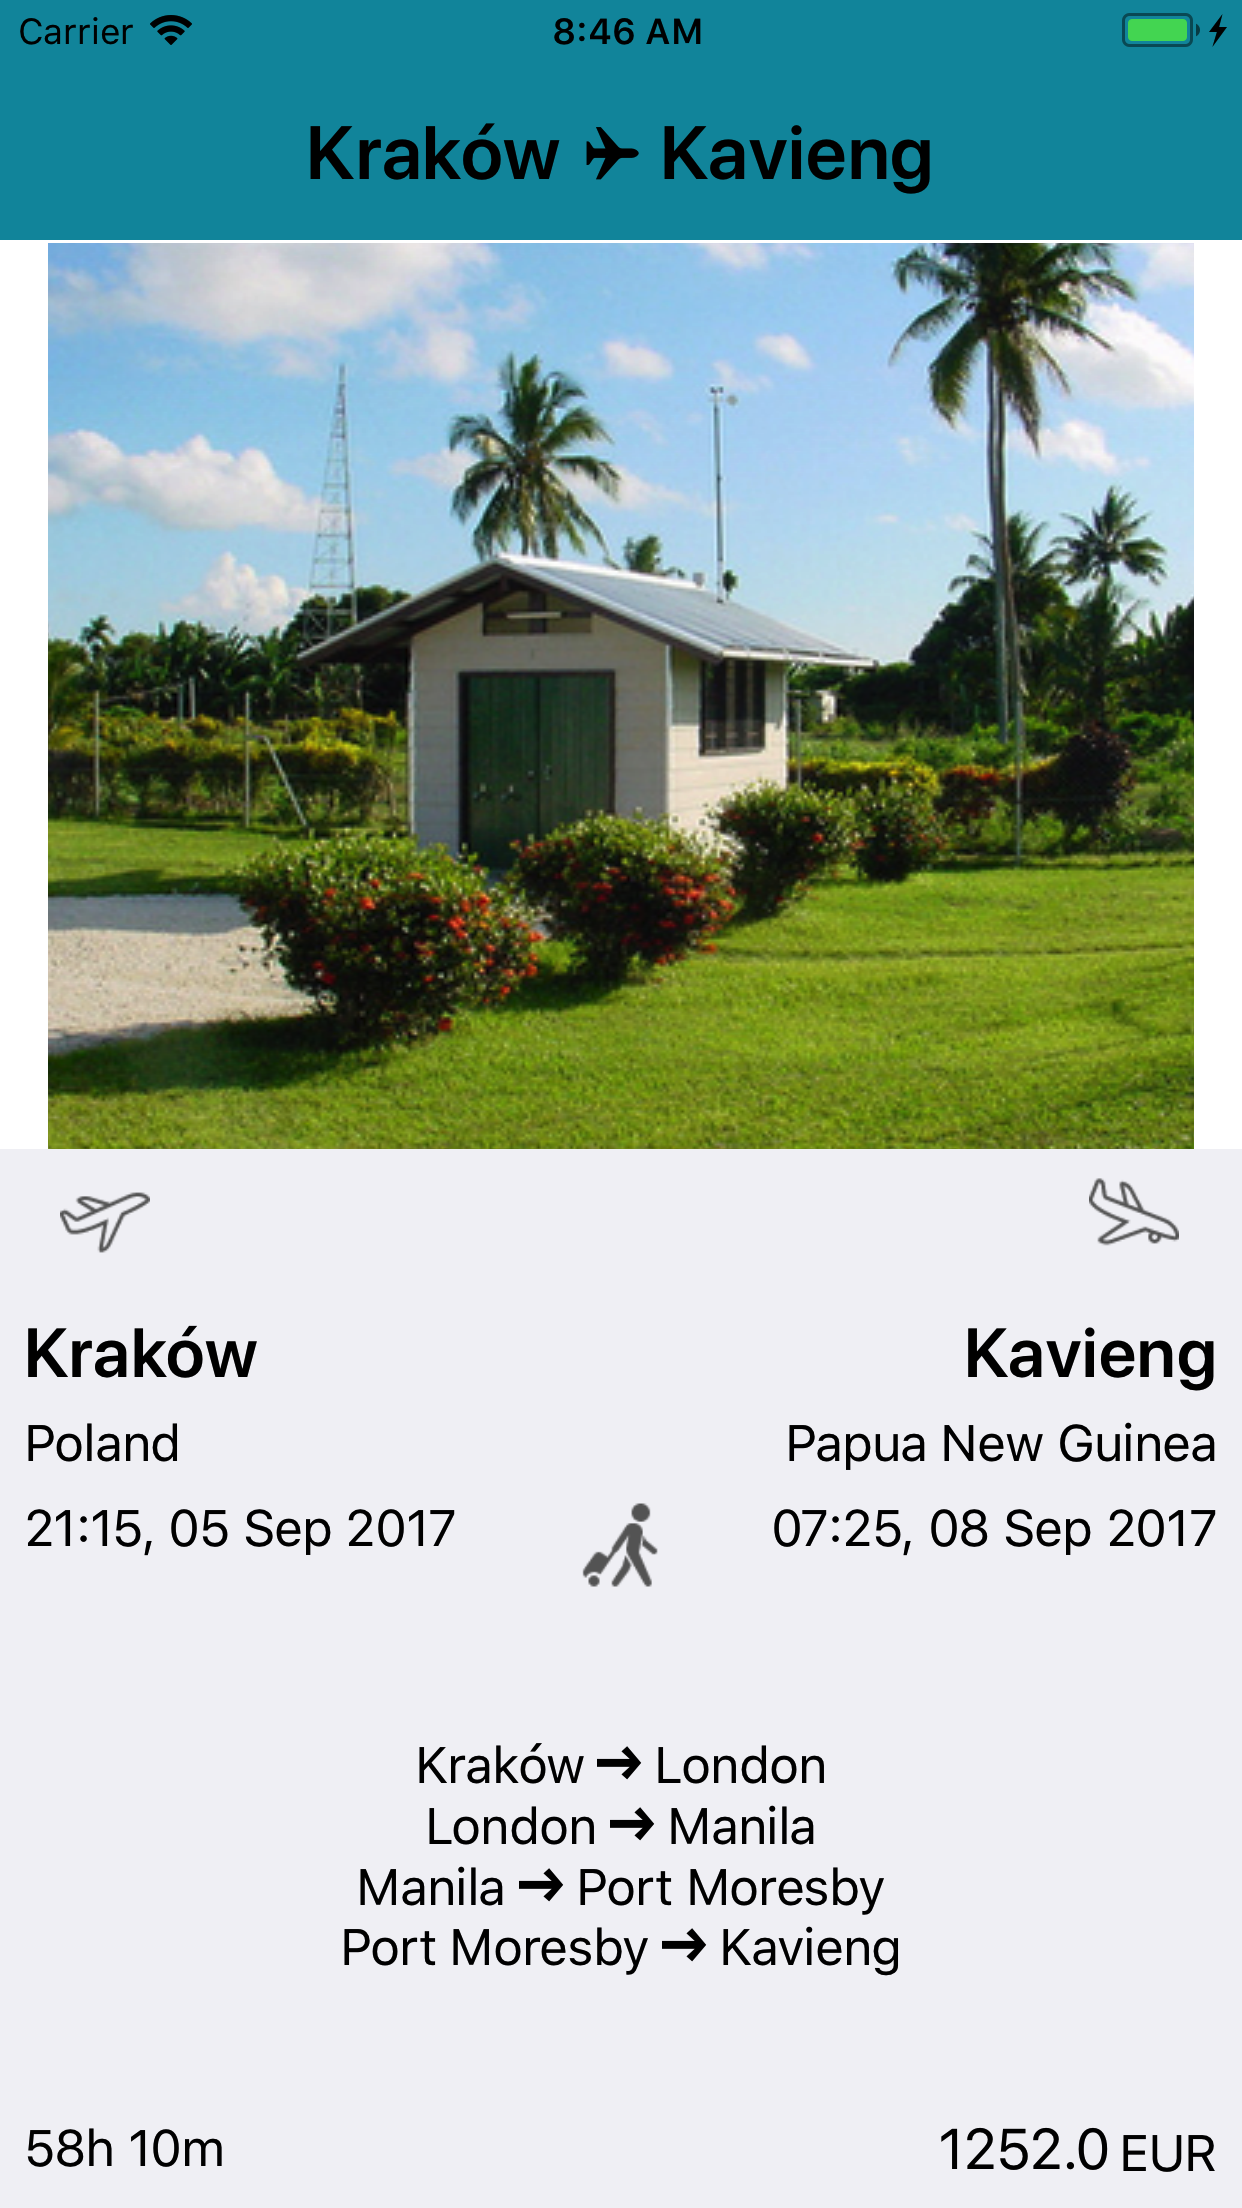 Carrier 8:46 AM
Kraków ✈ Kavieng
Kraków Kavieng
Poland Papua New Guinea
21:15, 05 Sep 2017 07:25, 08 Sep 2017
Kraków → London
London → Manila
Manila → Port Moresby
Port Moresby → Kavieng
58h 10m 1252.0 EUR